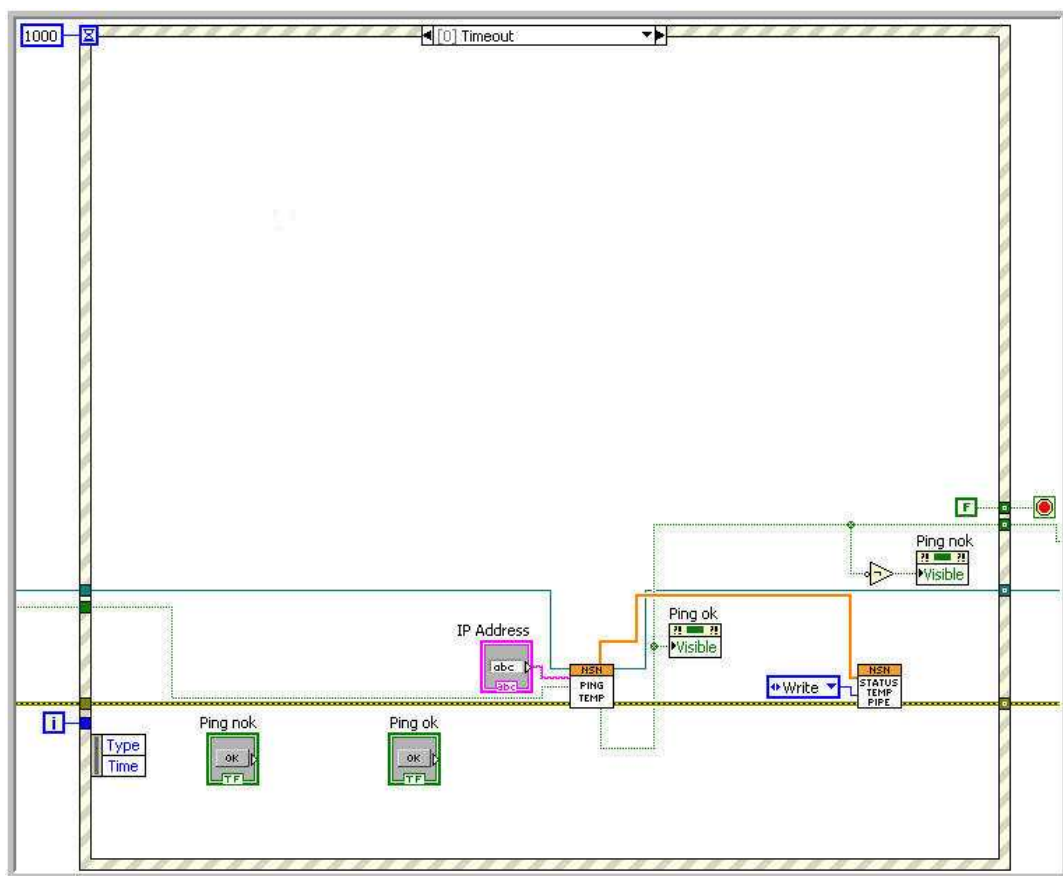 1000
[0] Timeout
F
Ping nok
?! ?!
Visible
Ping ok
?! ?!
Visible
IP Address
abc
abc
NSN
PING
TEMP
Write
NSN
STATUS
TEMP
PIPE
i
Type
Time
Ping nok
OK
TF
Ping ok
OK
TF